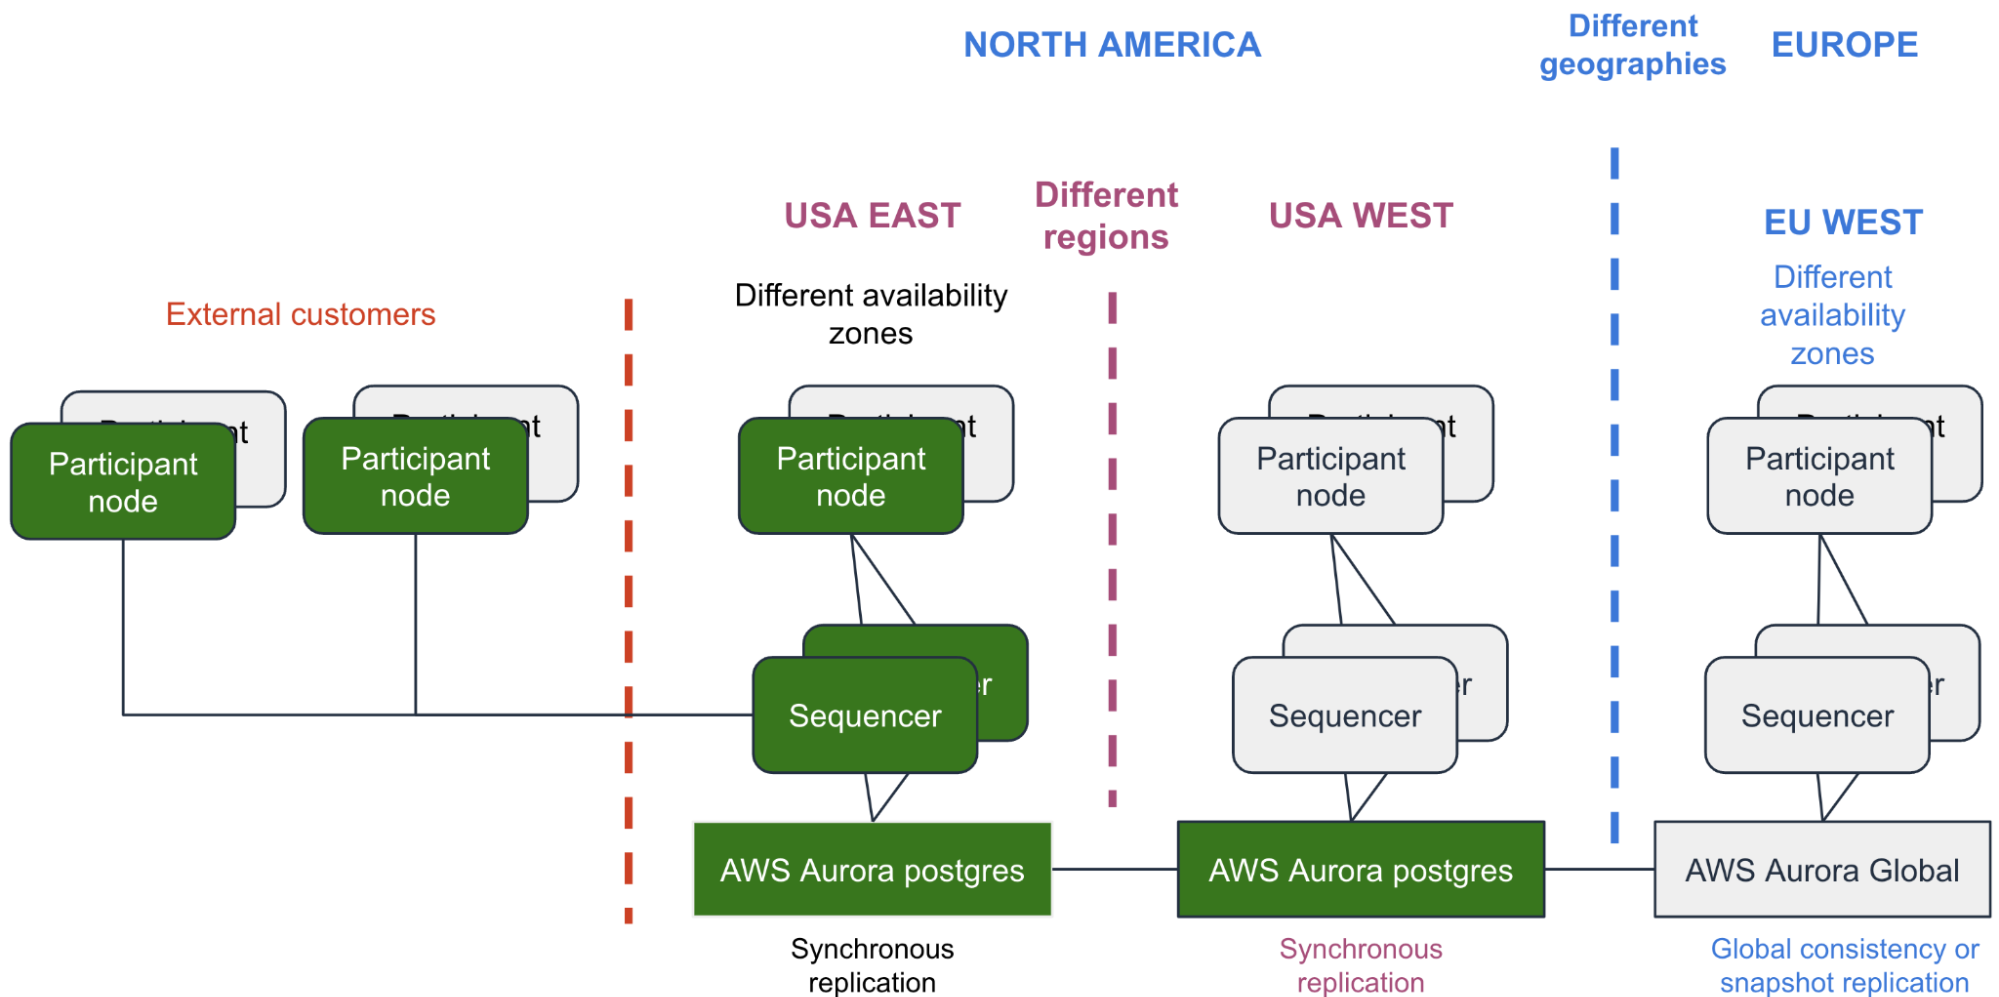 NORTH AMERICA
Different
geographies
EUROPE
USA EAST
Different
regions
USA WEST
EU WEST
External customers
Different availability
zones
Different
availability
zones
Participant
node
Participant
node
Participant
node
Participant
node
Participant
node
Sequencer
Sequencer
Sequencer
AWS Aurora postgres
AWS Aurora postgres
AWS Aurora Global
Synchronous
replication
Synchronous
replication
Global consistency or
snapshot replication